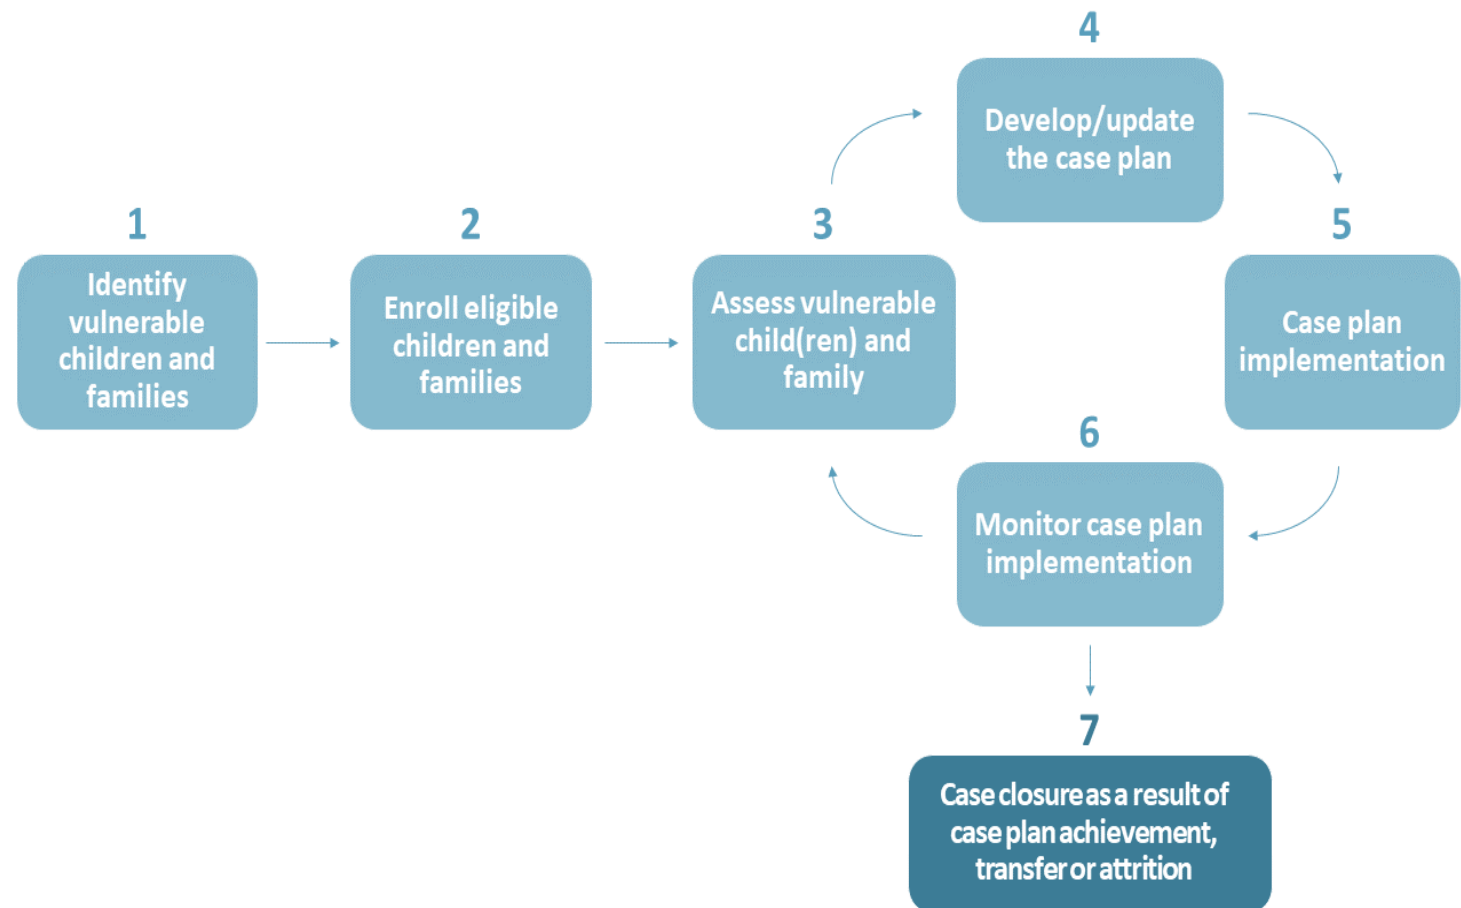 1
Identify
vulnerable
children and
families
2
Enroll eligible
children and
families
3
Assess vulnerable
child(ren) and
family
4
Develop/update
the case plan
5
Case plan
implementation
6
Monitor case plan
implementation
7
Case closure as a result of
case plan achievement,
transfer or attrition